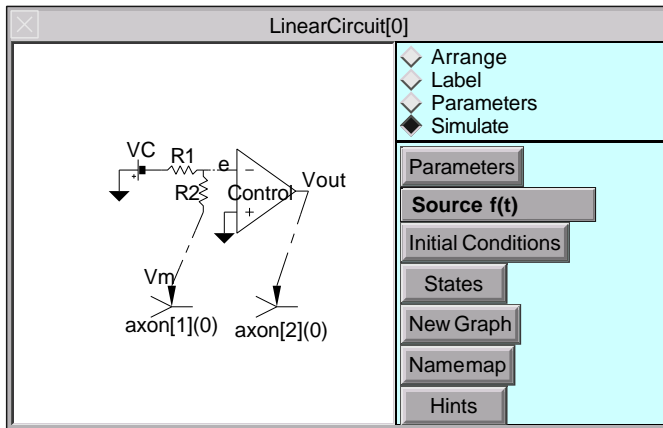 LinearCircuit[0]
Arrange
Label
Parameters
Simulate
VC
R1
e
−
R2
Control
Vout
+
+
Vm
axon[1](0)
axon[2](0)
Parameters
Source f(t)
Initial Conditions
States
New Graph
Namemap
Hints